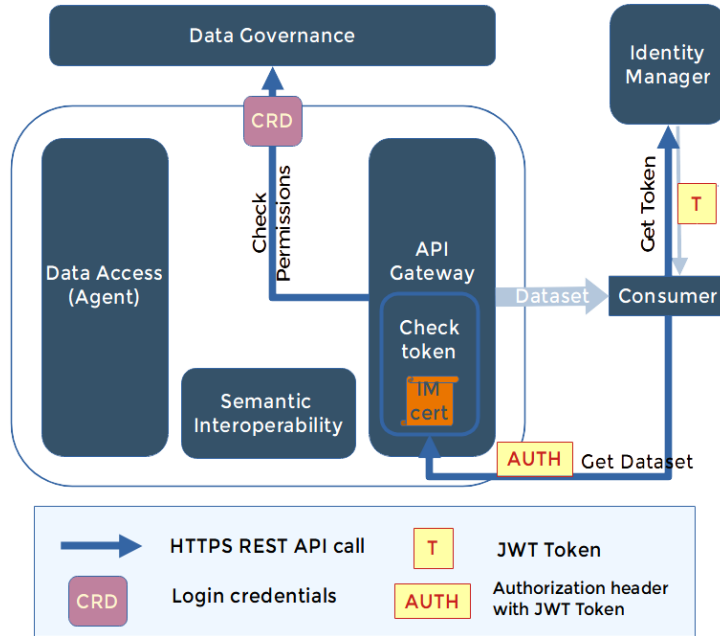 Data Governance
Identity
Manager
CRD
Check
Permissions
Get Token
T
Data Access
(Agent)
API
Gateway
Dataset
Consumer
Check
token
IM
cert
Semantic
Interoperability
AUTH
Get Dataset
HTTPS REST API call
T
JWT Token
CRD
Login credentials
AUTH
Authorization header
with JWT Token